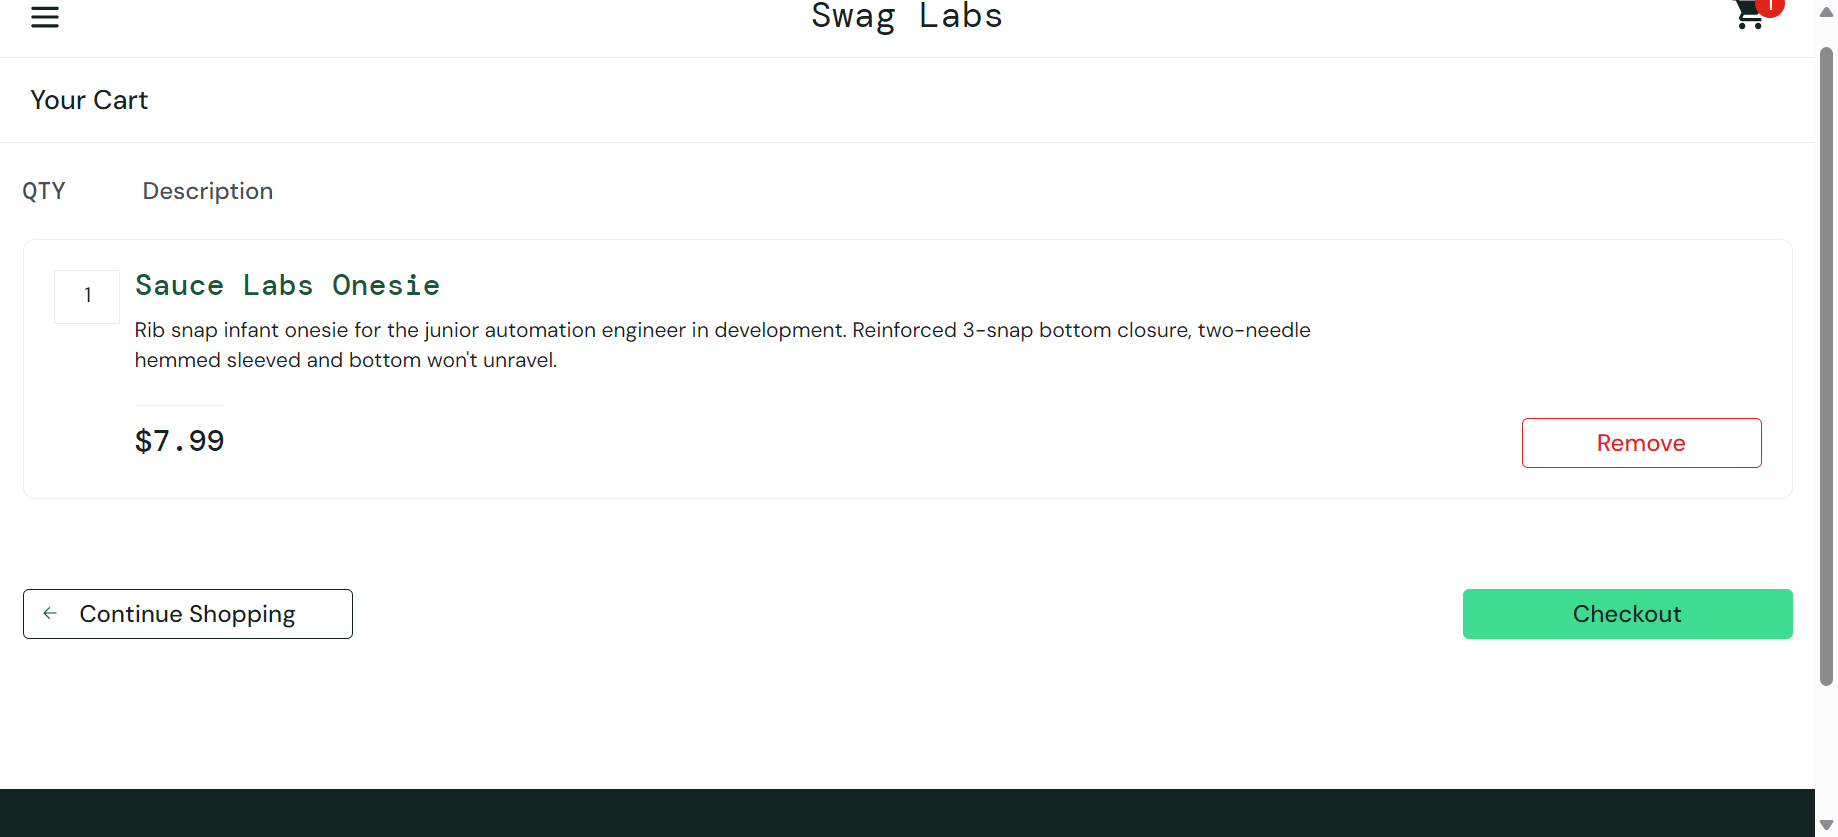 Swag Labs
1
Your Cart
QTY
Description
1
Sauce Labs Onesie
Rib snap infant onesie for the junior automation engineer in development. Reinforced 3-snap bottom closure, two-needle
hemmed sleeved and bottom won't unravel.
$7.99
Remove
Continue Shopping
Checkout